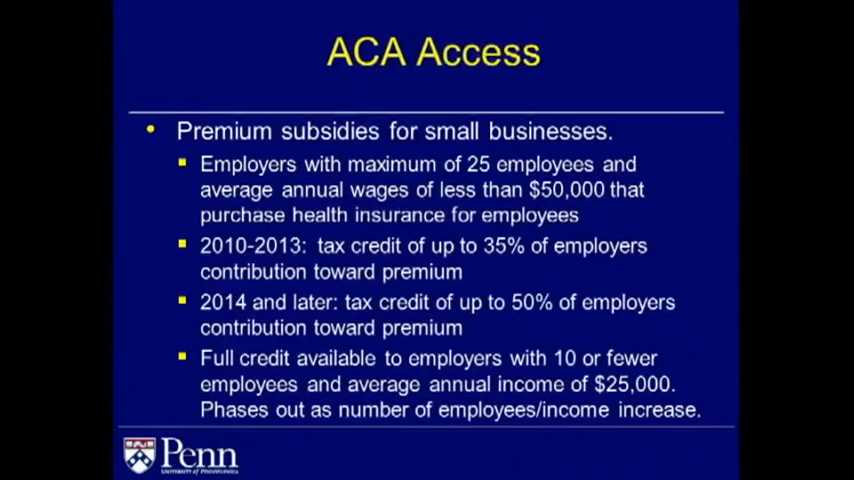 ACA Access
• Premium subsidies for small businesses.
▪ Employers with maximum of 25 employees and
average annual wages of less than $50,000 that
purchase health insurance for employees
▪ 2010-2013: tax credit of up to 35% of employers
contribution toward premium
▪ 2014 and later: tax credit of up to 50% of employers
contribution toward premium
▪ Full credit available to employers with 10 or fewer
employees and average annual income of $25,000.
Phases out as number of employees/income increase.
Penn
UNIVERSITY OF PENNSYLVANIA